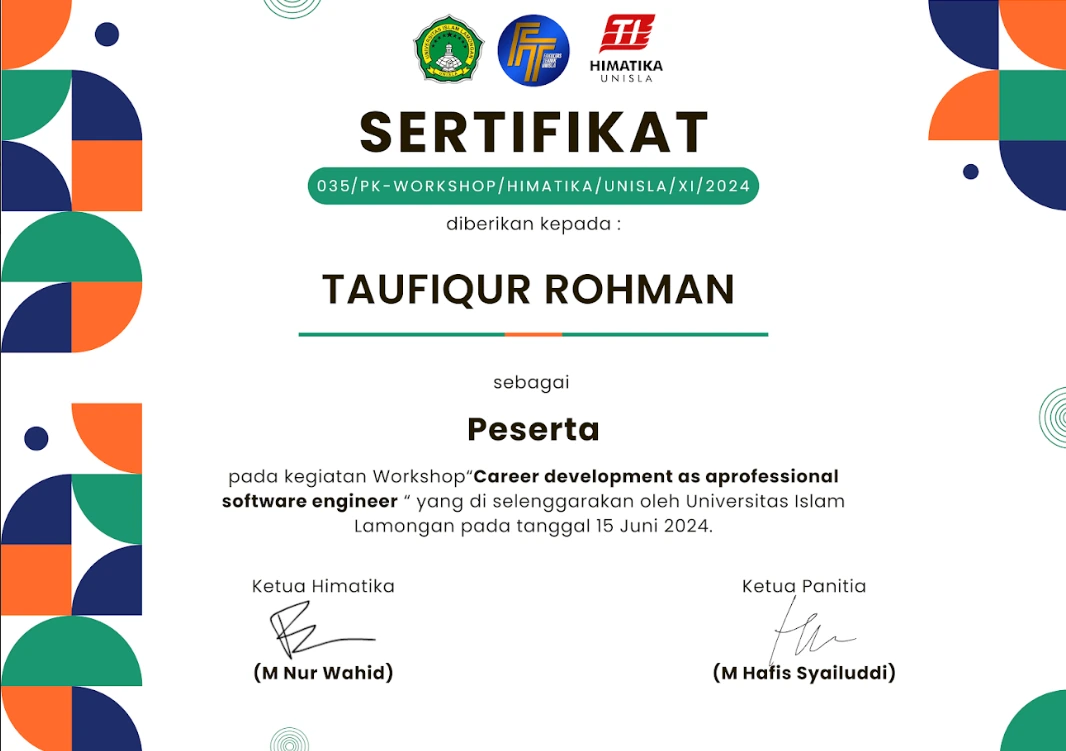 HIMATIKA
UNISLA
SERTIFIKAT
035/PK-WORKSHOP/HIMATIKA/UNISLA/XI/2024
diberikan kepada :
TAUFIQUR ROHMAN
sebagai
Peserta
pada kegiatan Workshop“Career development as aprofessional
software engineer “ yang di selenggarakan oleh Universitas Islam
Lamongan pada tanggal 15 Juni 2024.
Ketua Himatika
Ketua Panitia
(M Nur Wahid)
(M Hafis Syailuddi)